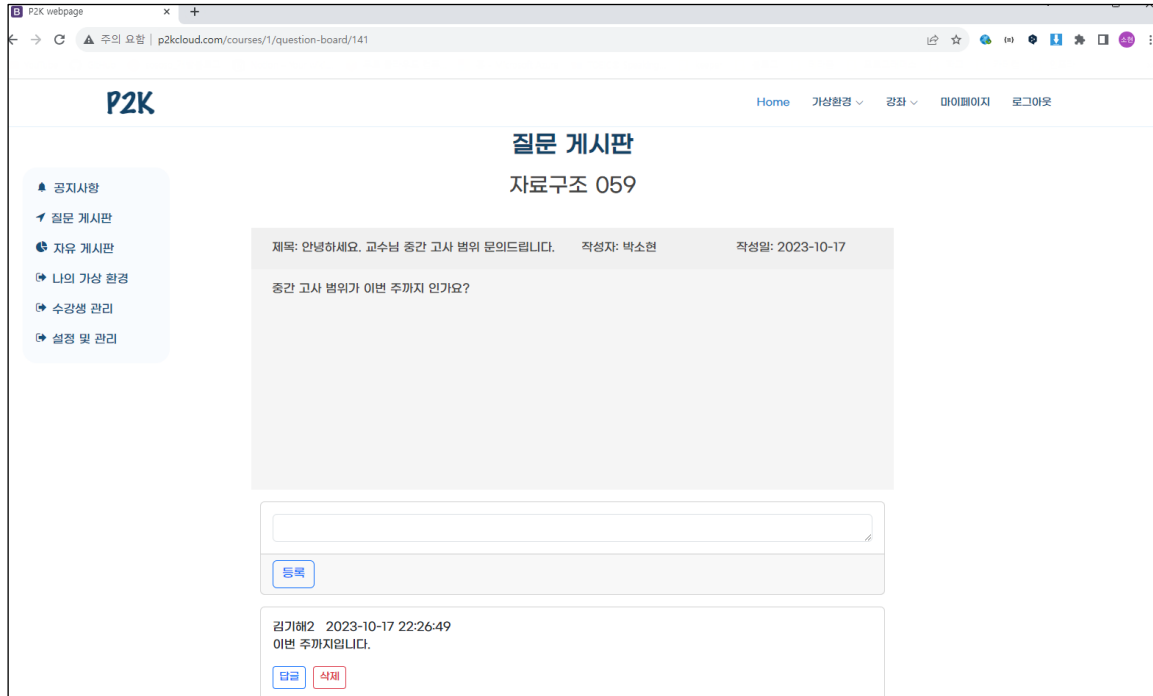 P2K webpage
주의 요함 p2kcloud.com/courses/1/question-board/141
소현
P2K
Home 가상환경 강좌 마이페이지 로그아웃
질문 게시판
자료구조 059
공지사항
질문 게시판
자유 게시판
나의 가상 환경
수강생 관리
설정 및 관리
제목: 안녕하세요. 교수님 중간 고사 범위 문의드립니다. 작성자: 박소현 작성일: 2023-10-17
중간 고사 범위가 이번 주까지 인가요?
등록
김기해2 2023-10-17 22:26:49
이번 주까지입니다.
답글 삭제